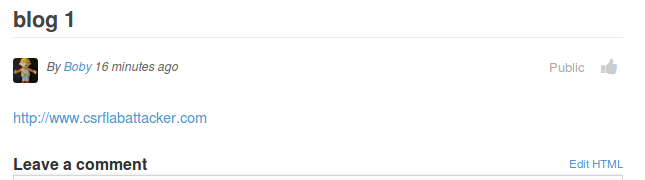 blog 1
By Boby 16 minutes ago
Public
http://www.csrflabattacker.com
Leave a comment
Edit HTML